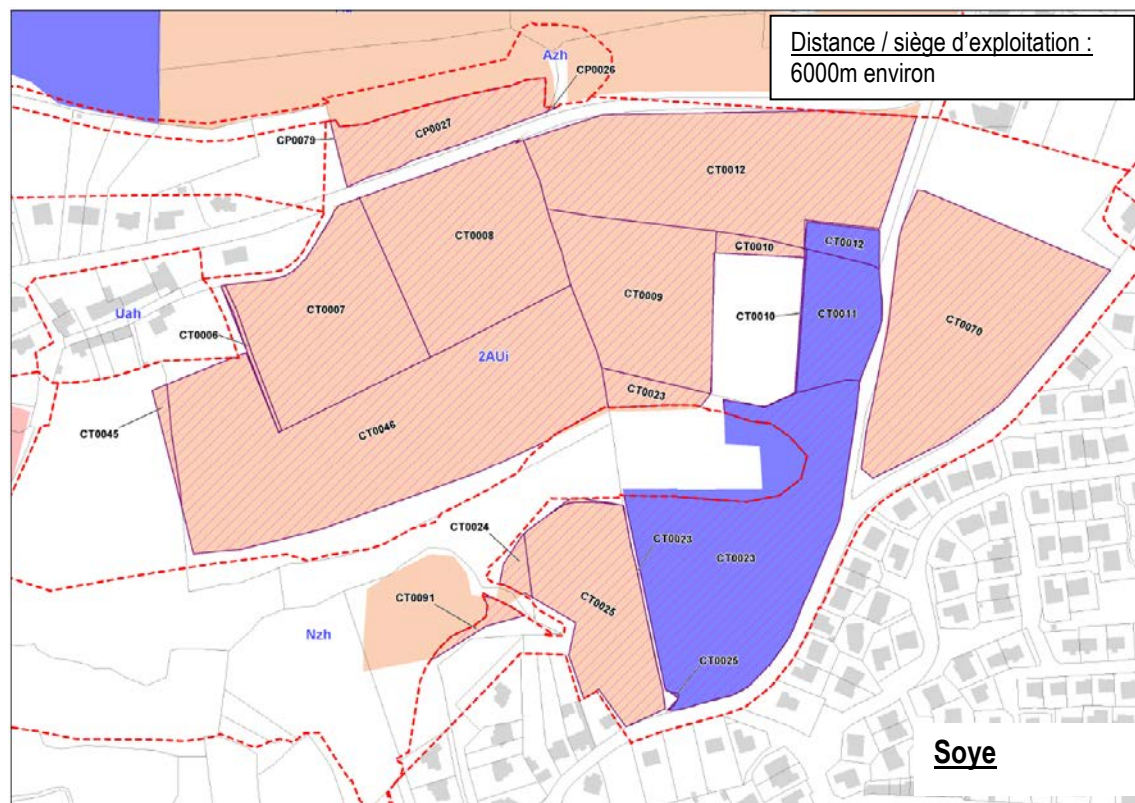 Distance / siège d'exploitation :
6000m environ
Azh
CP0026
CP0027
CP0079
CT0012
CT0008
CT0010
CT0012
CT0009
CT0007
CT0010
CT0011
CT0070
Uah
CT0006
2AUi
CT0023
CT0046
CT0045
CT0024
CT0023
CT0023
CT0091
CT0025
Nzh
CT0025
Soye